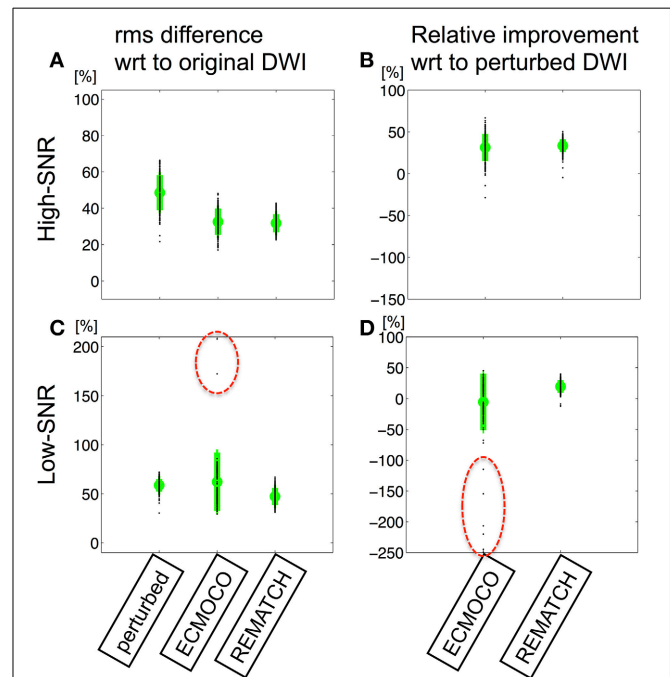 rms difference
wrt to original DWI
Relative improvement
wrt to perturbed DWI
A
[%]
100
80
60
40
20
0
High-SNR
B
[%]
100
50
0
−50
−100
−150
C
[%]
200
150
100
50
0
Low-SNR
D
[%]
100
50
0
−50
−100
−150
−200
−250
perturbed
ECMOCO
REMATCH
ECMOCO
REMATCH